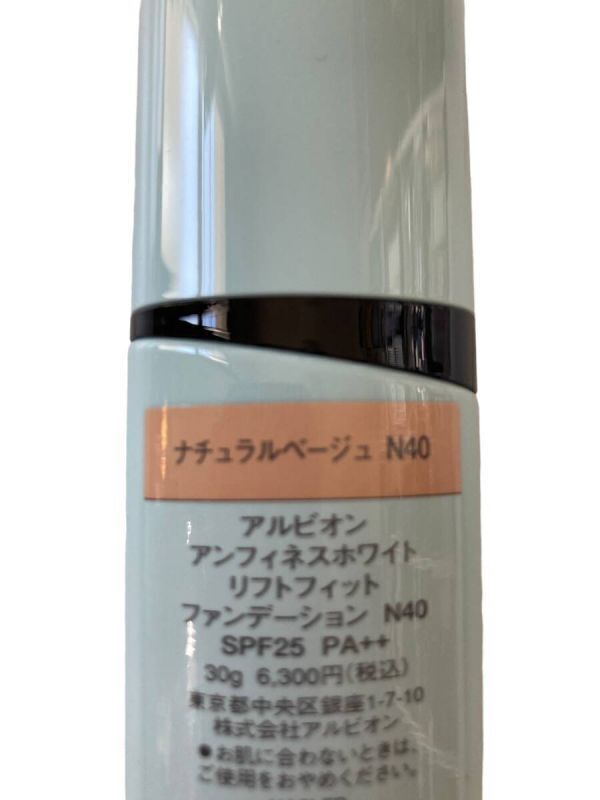 ナチュラルベージュ N40
アルビオン
アンフィネスホワイト
リフトフィット
ファンデーション N40
SPF25 PA++
30g 6,300円(税込)
東京都中央区銀座1-7-10
株式会社アルビオン
●お肌に合わないときは、
ご使用をおやめください。